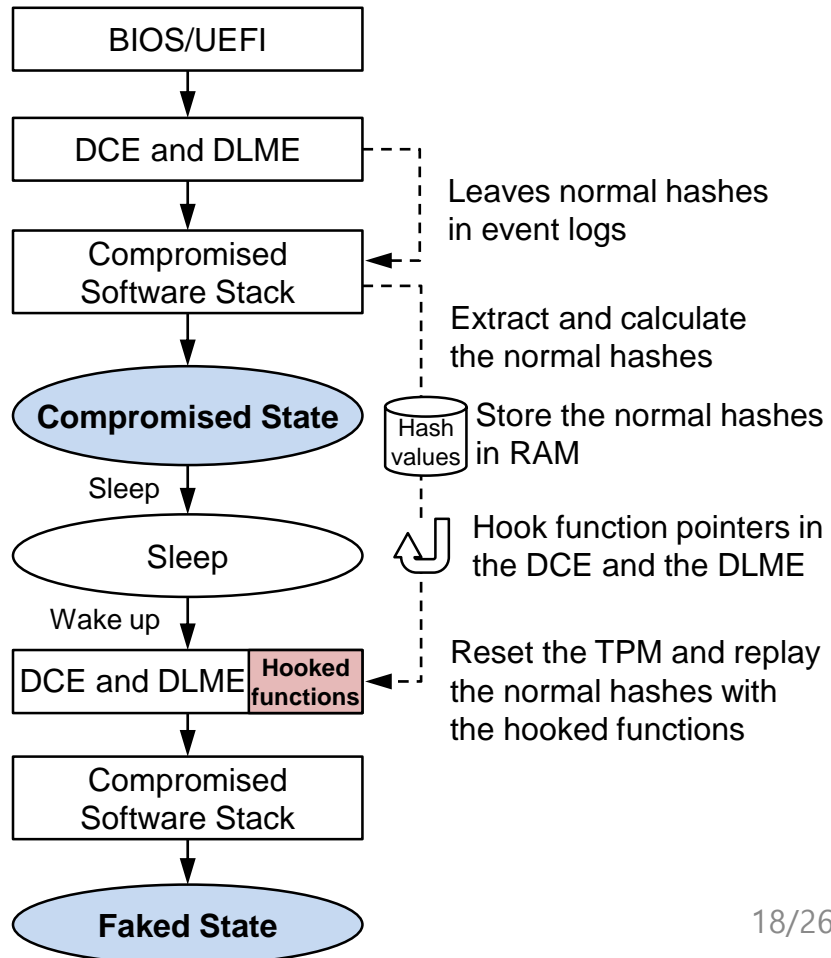 BIOS/UEFI
DCE and DLME
Leaves normal hashes
in event logs
Compromised
Software Stack
Extract and calculate
the normal hashes
Compromised State
Hash
values
Store the normal hashes
in RAM
Sleep
Sleep
Hook function pointers in
the DCE and the DLME
Wake up
DCE and DLME
Hooked
functions
Reset the TPM and replay
the normal hashes with
the hooked functions
Compromised
Software Stack
Faked State
18/26